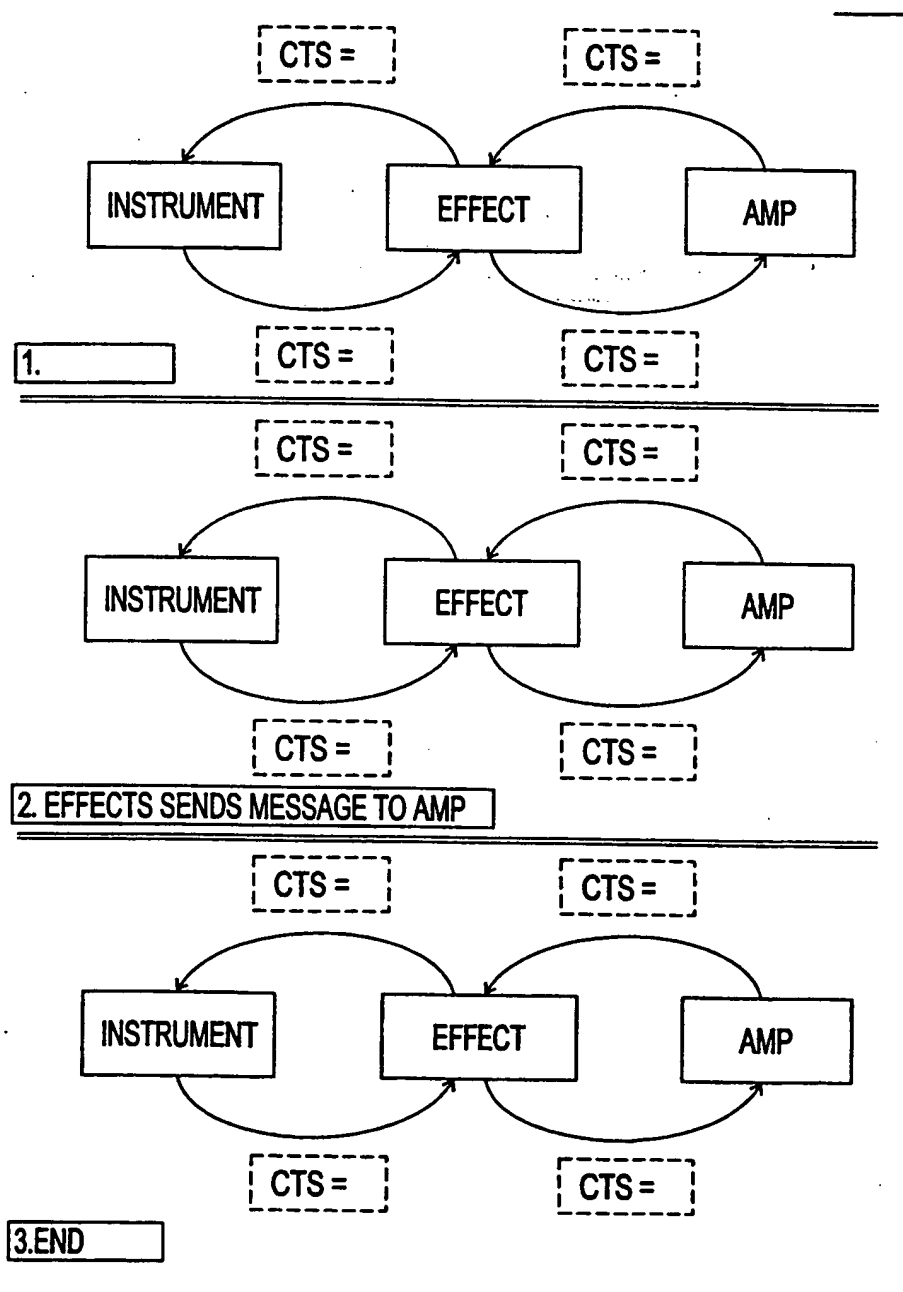 CTS = CTS =
INSTRUMENT EFFECT AMP
CTS = CTS =
1.
CTS = CTS =
INSTRUMENT EFFECT AMP
CTS = CTS =
2. EFFECTS SENDS MESSAGE TO AMP
CTS = CTS =
INSTRUMENT EFFECT AMP
CTS = CTS =
3.END